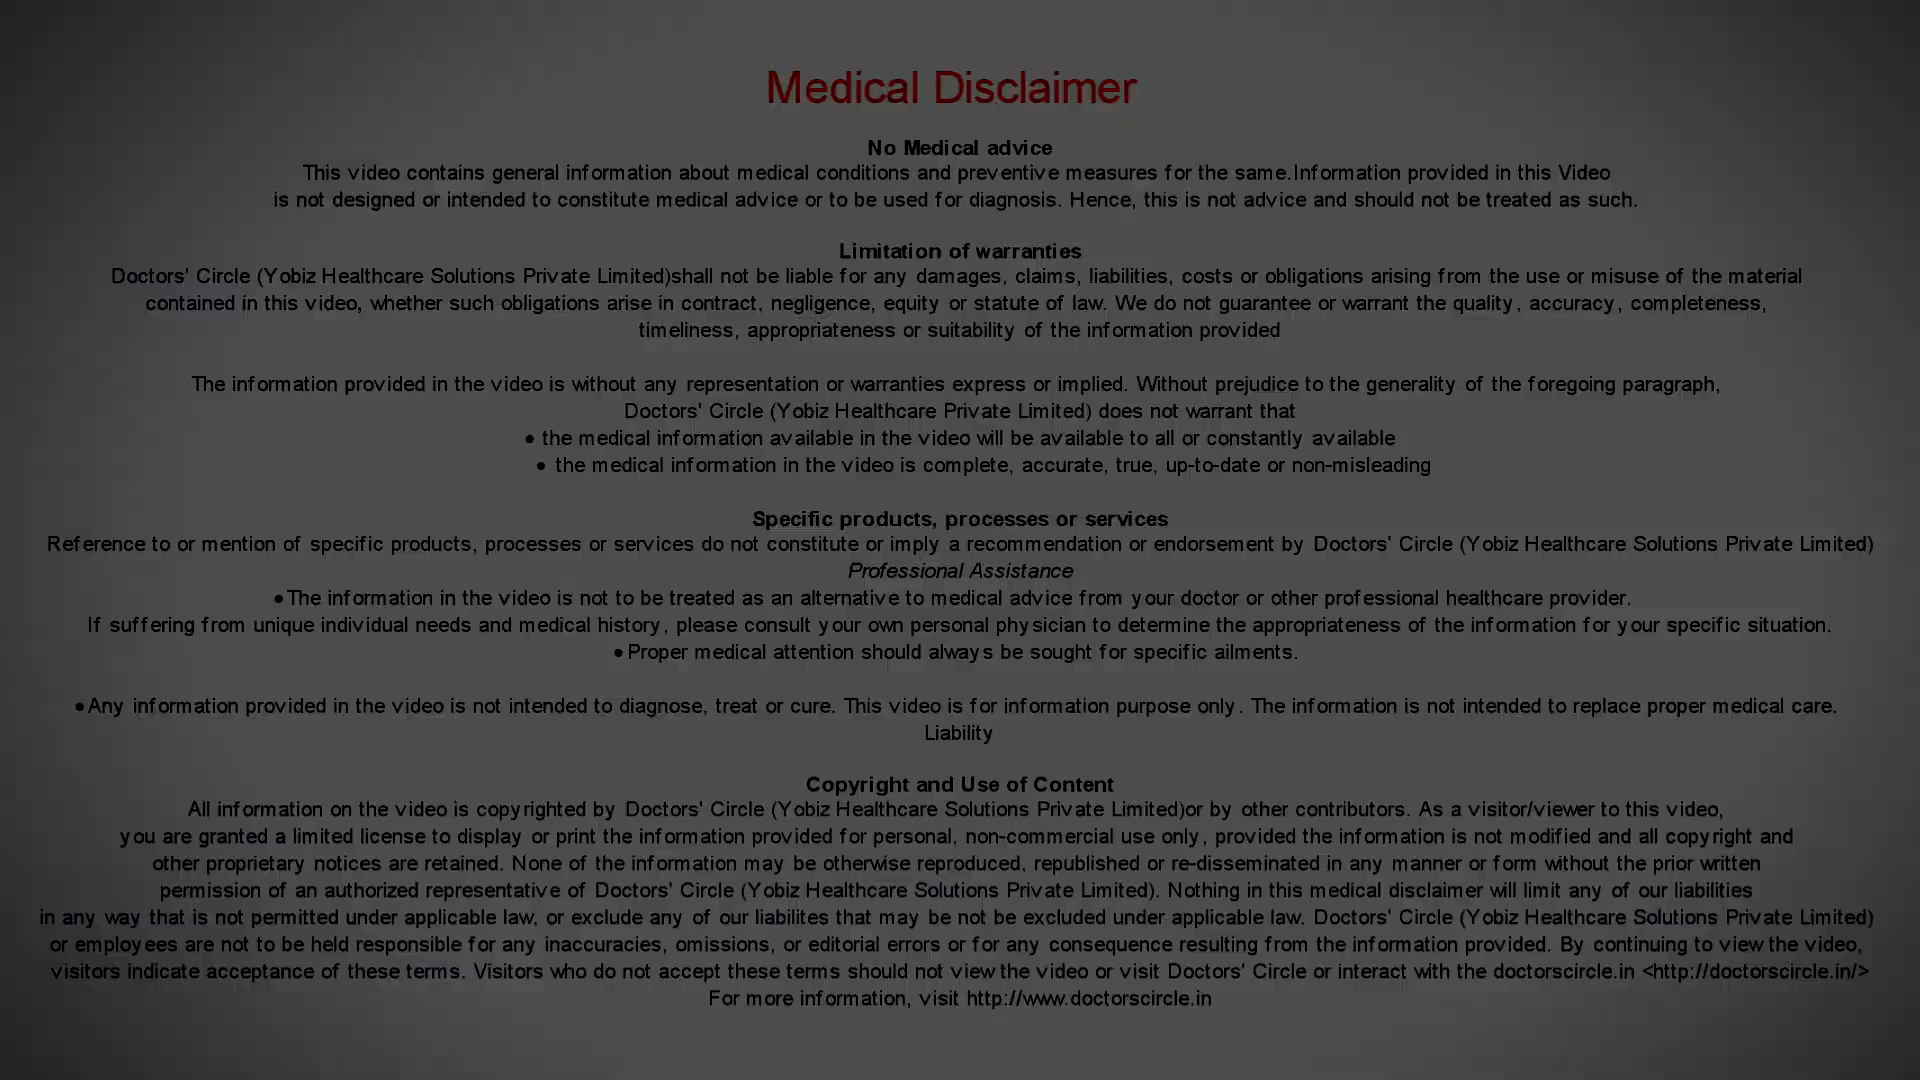 Medical Disclaimer
No Medical advice
This video contains general information about medical conditions and preventive measures for the same.Information provided in this Video
is not designed or intended to constitute medical advice or to be used for diagnosis. Hence, this is not advice and should not be treated as such.
Limitation of warranties
Doctors' Circle (Yobiz Healthcare Solutions Private Limited)shall not be liable for any damages, claims, liabilities, costs or obligations arising from the use or misuse of the material
contained in this video, whether such obligations arise in contract, negligence, equity or statute of law. We do not guarantee or warrant the quality, accuracy, completeness,
timeliness, appropriateness or suitability of the information provided
The information provided in the video is without any representation or warranties express or implied. Without prejudice to the generality of the foregoing paragraph,
Doctors' Circle (Yobiz Healthcare Private Limited) does not warrant that
● the medical information available in the video will be available to all or constantly available
● the medical information in the video is complete, accurate, true, up-to-date or non-misleading
Specific products, processes or services
Reference to or mention of specific products, processes or services do not constitute or imply a recommendation or endorsement by Doctors' Circle (Yobiz Healthcare Solutions Private Limited)
Professional Assistance
●The information in the video is not to be treated as an alternative to medical advice from your doctor or other professional healthcare provider.
If suffering from unique individual needs and medical history, please consult your own personal physician to determine the appropriateness of the information for your specific situation.
●Proper medical attention should always be sought for specific ailments.
●Any information provided in the video is not intended to diagnose, treat or cure. This video is for information purpose only. The information is not intended to replace proper medical care.
Liability
Copyright and Use of Content
All information on the video is copyrighted by Doctors' Circle (Yobiz Healthcare Solutions Private Limited)or by other contributors. As a visitor/viewer to this video,
you are granted a limited license to display or print the information provided for personal, non-commercial use only, provided the information is not modified and all copyright and
other proprietary notices are retained. None of the information may be otherwise reproduced, republished or re-disseminated in any manner or form without the prior written
permission of an authorized representative of Doctors' Circle (Yobiz Healthcare Solutions Private Limited). Nothing in this medical disclaimer will limit any of our liabilities
in any way that is not permitted under applicable law, or exclude any of our liabilites that may be not be excluded under applicable law. Doctors' Circle (Yobiz Healthcare Solutions Private Limited)
or employees are not to be held responsible for any inaccuracies, omissions, or editorial errors or for any consequence resulting from the information provided. By continuing to view the video,
visitors indicate acceptance of these terms. Visitors who do not accept these terms should not view the video or visit Doctors' Circle or interact with the doctorscircle.in <http://doctorscircle.in/>
For more information, visit http://www.doctorscircle.in